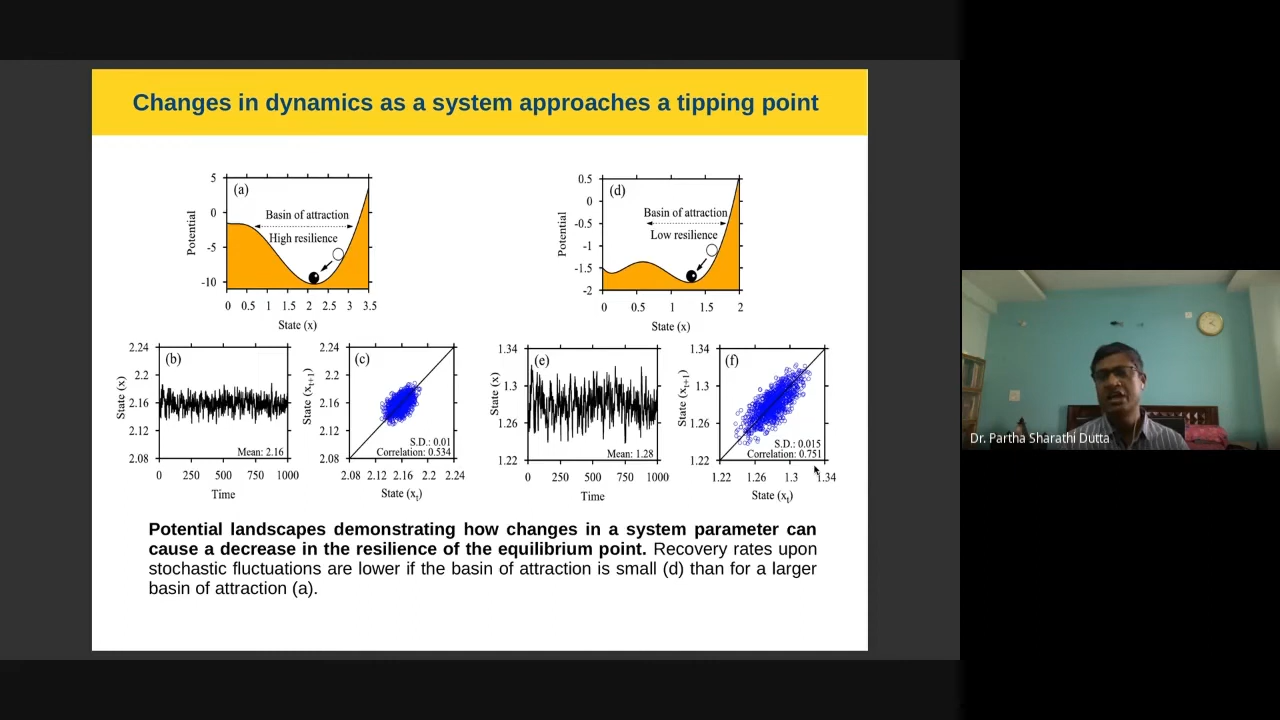 Changes in dynamics as a system approaches a tipping point
(a)
Basin of attraction
High resilience
Potential
5
0
-5
-10
0 0.5 1 1.5 2 2.5 3 3.5
State (x)
(d)
Basin of attraction
Low resilience
Potential
0.5
0
-0.5
-1
-1.5
-2
0 0.5 1 1.5 2
State (x)
(b)
State (x)
2.24
2.2
2.16
2.12
2.08
Mean: 2.16
0 250 500 750 1000
Time
(c)
State (xt+1)
2.24
2.2
2.16
2.12
2.08
S.D.: 0.01
Correlation: 0.534
2.08 2.12 2.16 2.2 2.24
State (xt)
(e)
State (x)
1.34
1.3
1.26
1.22
Mean: 1.28
0 250 500 750 1000
Time
(f)
State (xt+1)
1.34
1.3
1.26
1.22
S.D.: 0.015
Correlation: 0.751
1.22 1.26 1.3 1.34
State (xt)
Potential landscapes demonstrating how changes in a system parameter can
cause a decrease in the resilience of the equilibrium point. Recovery rates upon
stochastic fluctuations are lower if the basin of attraction is small (d) than for a larger
basin of attraction (a).
Dr. Partha Sharathi Dutta